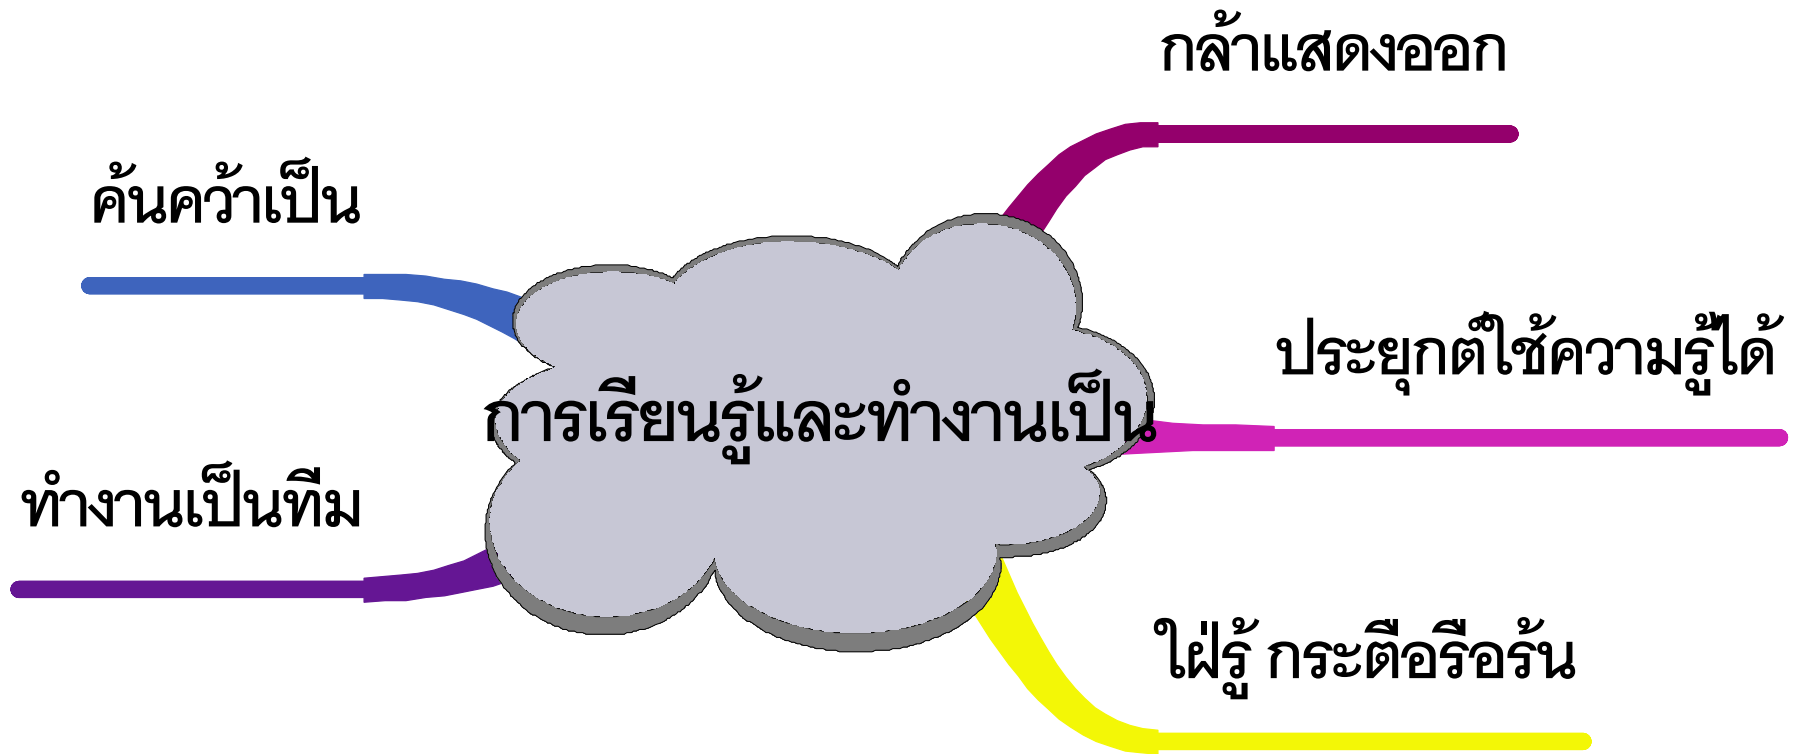 กล้าแสดงออก
ค้นคว้าเป็น
ประยุกต์ใช้ความรู้ได้
การเรียนรู้และทำงานเป็น
ทำงานเป็นทีม
ใฝ่รู้ กระตือรือร้น